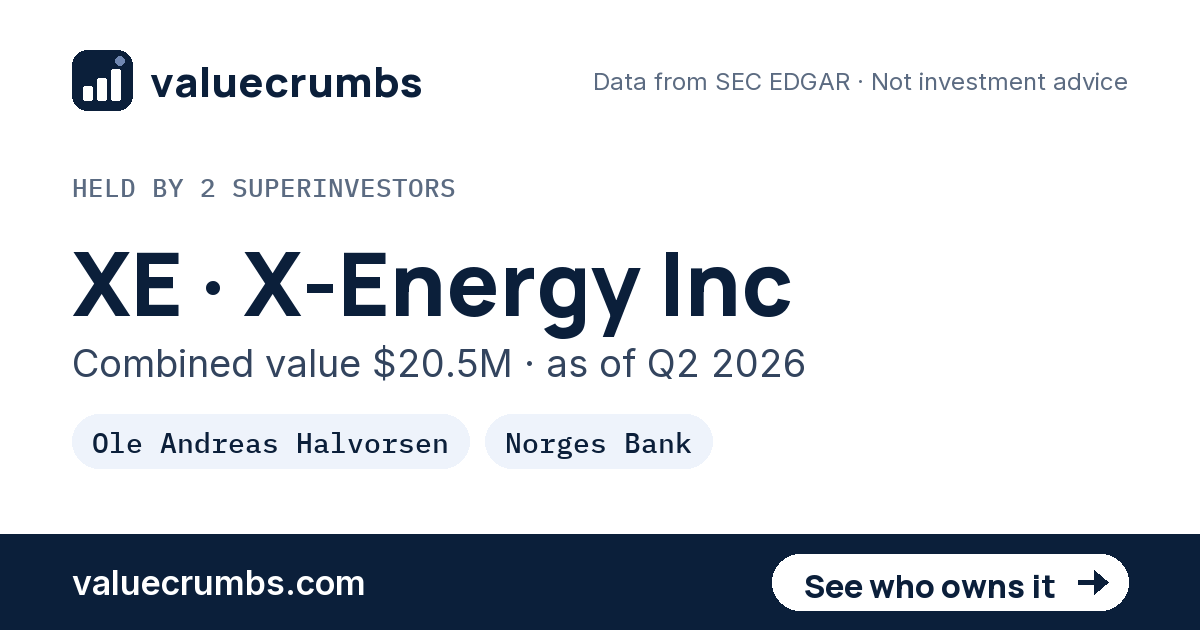 valuecrumbs
Data from SEC EDGAR · Not investment advice
HELD BY 2 SUPERINVESTORS
XE · X-Energy Inc
Combined value $20.5M · as of Q2 2026
Ole Andreas Halvorsen
Norges Bank
valuecrumbs.com
See who owns it →